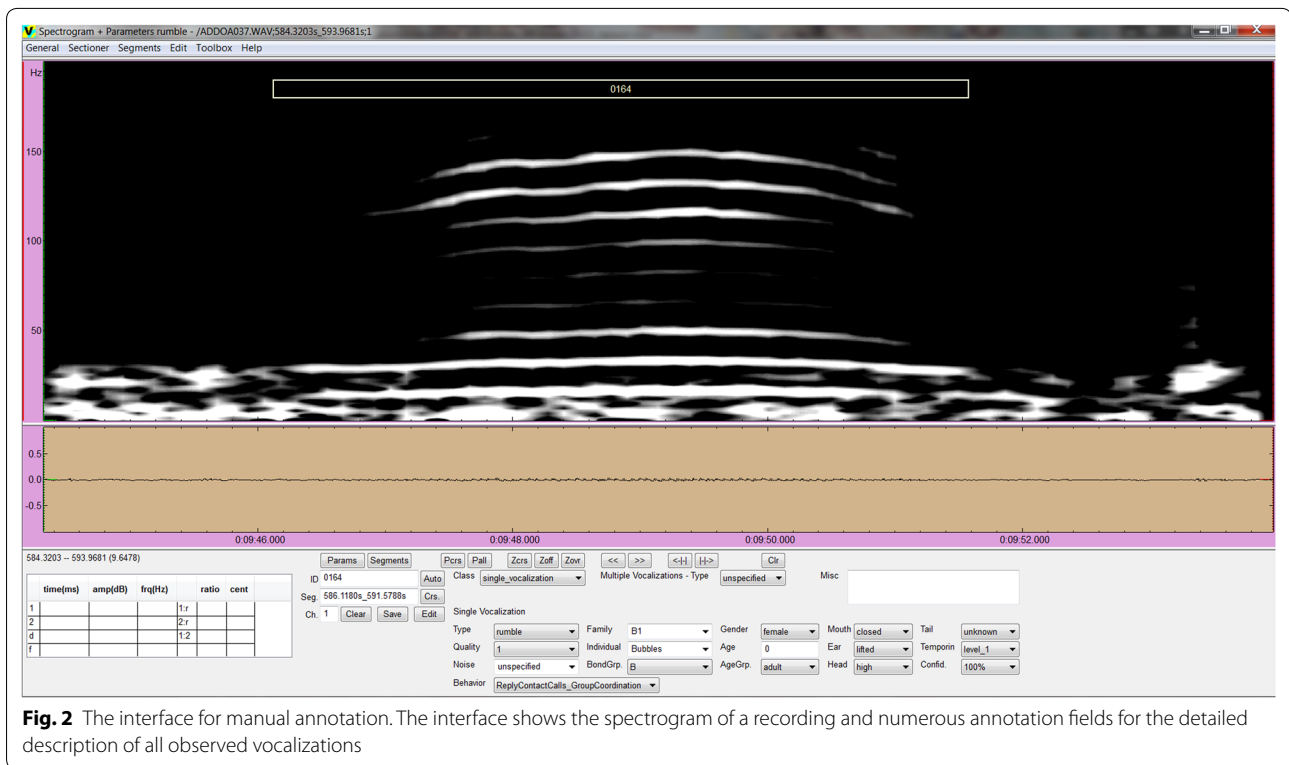 Spectrogram + Parameters rumble - /ADDOA037.WAV;584.3203s_593.9681s;1
General Sectioner Segments Edit Toolbox Help
Hz
0164
150
100
50
0.5
0.0
-0.5
0:09:46.000 0:09:48.000 0:09:50.000 0:09:52.000
584.3203 -- 593.9681 (9.6478)
Params Segments Pcrs Pall Zcrs Zoff Zovr << >> <-|-| |-|-> Clr
ID 0164 Auto Class single_vocalization Multiple Vocalizations - Type unspecified Misc
time(ms) amp(dB) frq(Hz) ratio cent
Seg. 586.1180s_591.5788s Crs.
1 1:r
2 2:r
d 1:2
f
Ch. 1 Clear Save Edit Single Vocalization
Type rumble Family B1 Gender female Mouth closed Tail unknown
Quality 1 Individual Bubbles Age 0 Ear lifted Temporin level_1
Noise unspecified BondGrp. B AgeGrp. adult Head high Confid. 100%
Behavior ReplyContactCalls_GroupCoordination
Fig. 2 The interface for manual annotation. The interface shows the spectrogram of a recording and numerous annotation fields for the detailed
description of all observed vocalizations